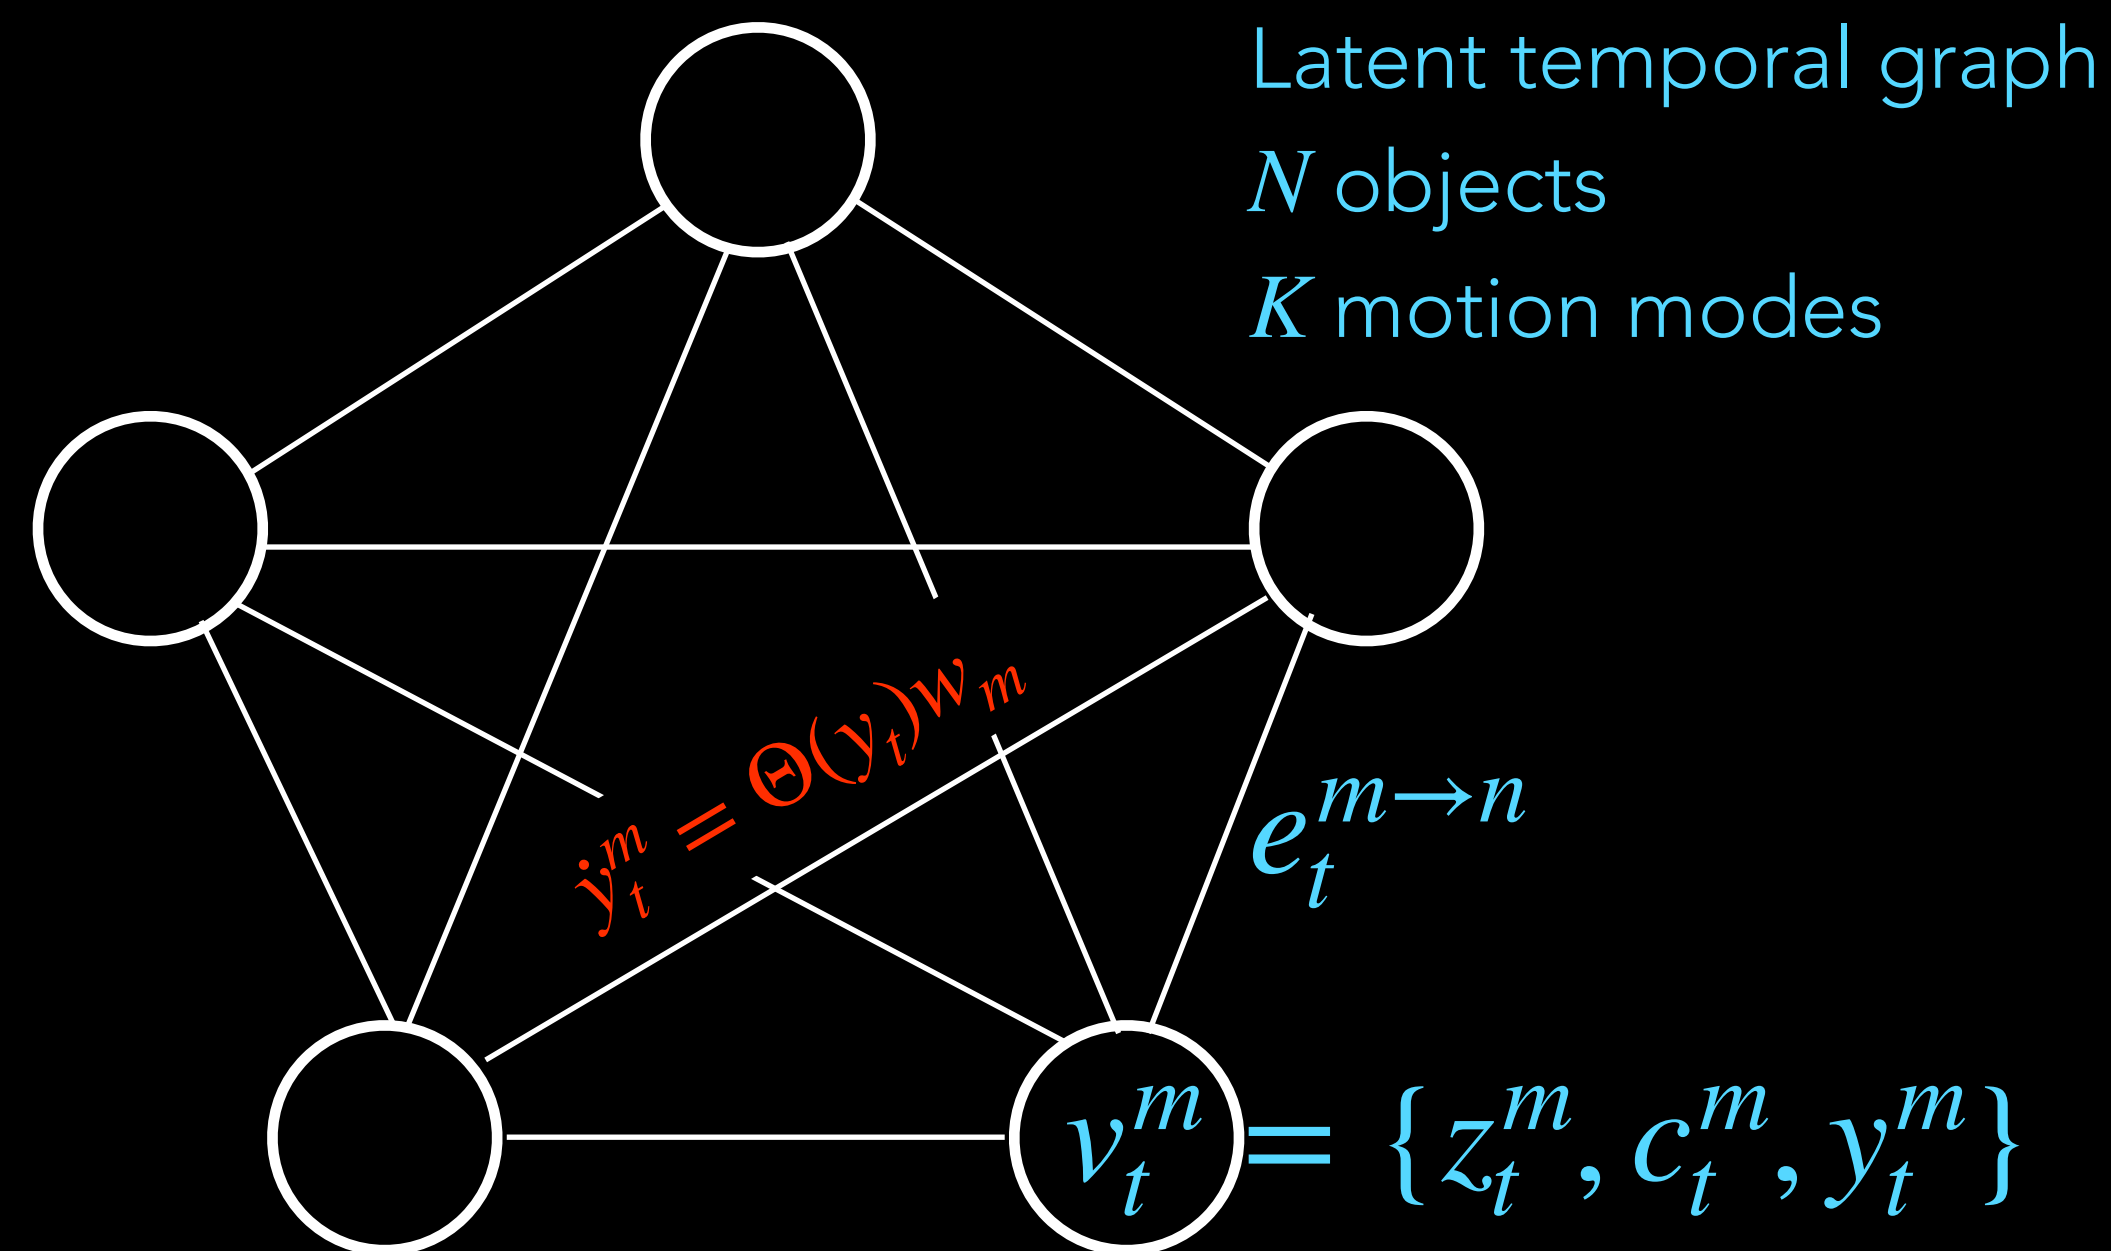 Latent temporal graph
N objects
K motion modes
ẏ_t^m = Θ(y_t)w_m
e_t^{m→n}
v_t^m = {z_t^m, c_t^m, y_t^m}